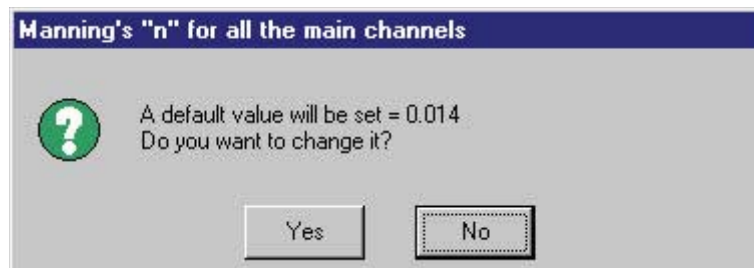 Manning's "n" for all the main channels
?
A default value will be set = 0.014
Do you want to change it?
Yes
No